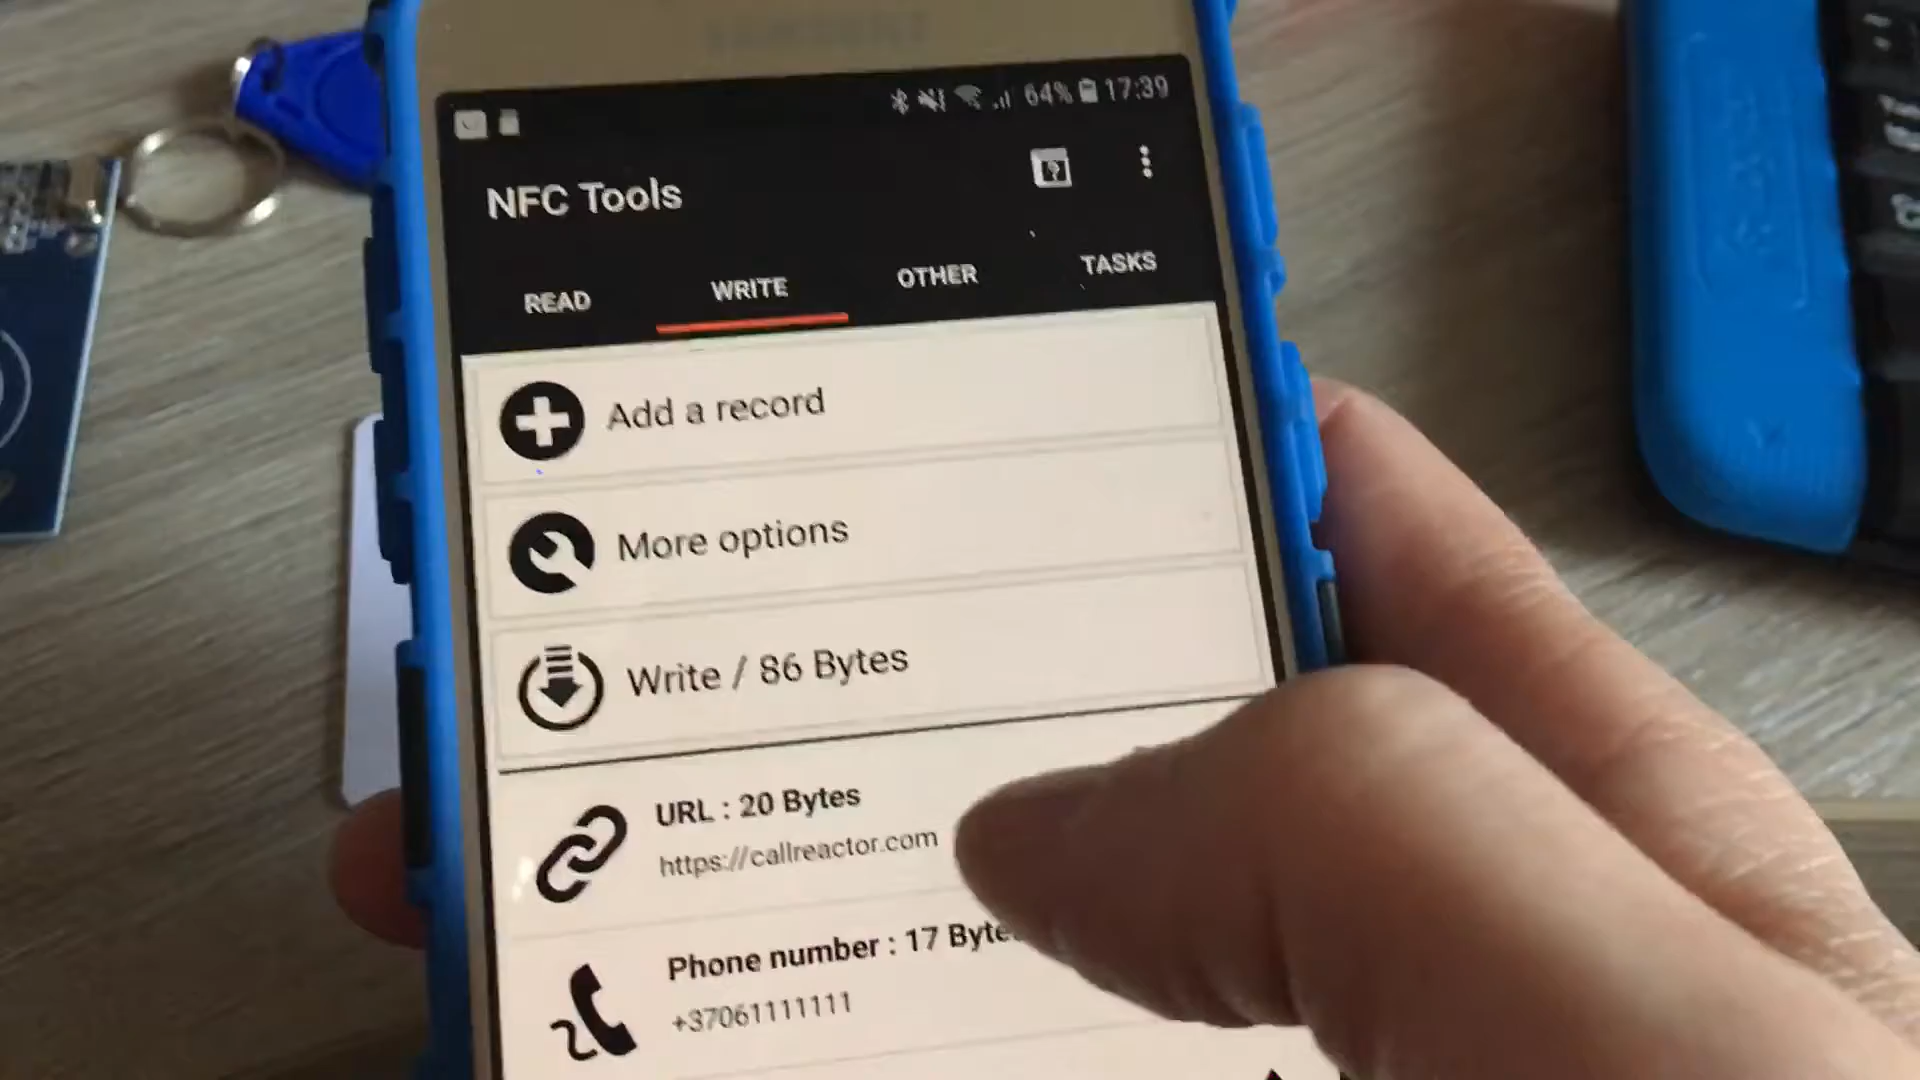 SAMSUNG
64% 17:39
NFC Tools
READ WRITE OTHER TASKS
Add a record
More options
Write / 86 Bytes
URL : 20 Bytes
https://callreactor.com
Phone number : 17 Byte
+37061111111